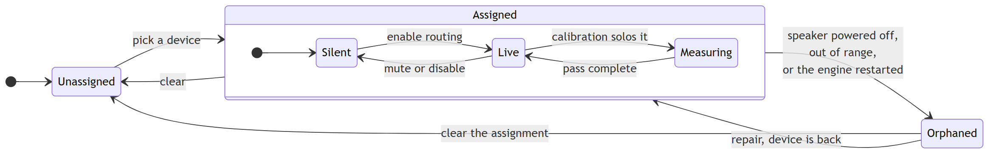 Assigned
pick a device
enable routing
calibration solos it
speaker powered off,
out of range,
or the engine restarted
Silent
Live
Measuring
mute or disable
pass complete
Unassigned
clear
clear the assignment
repair, device is back
Orphaned